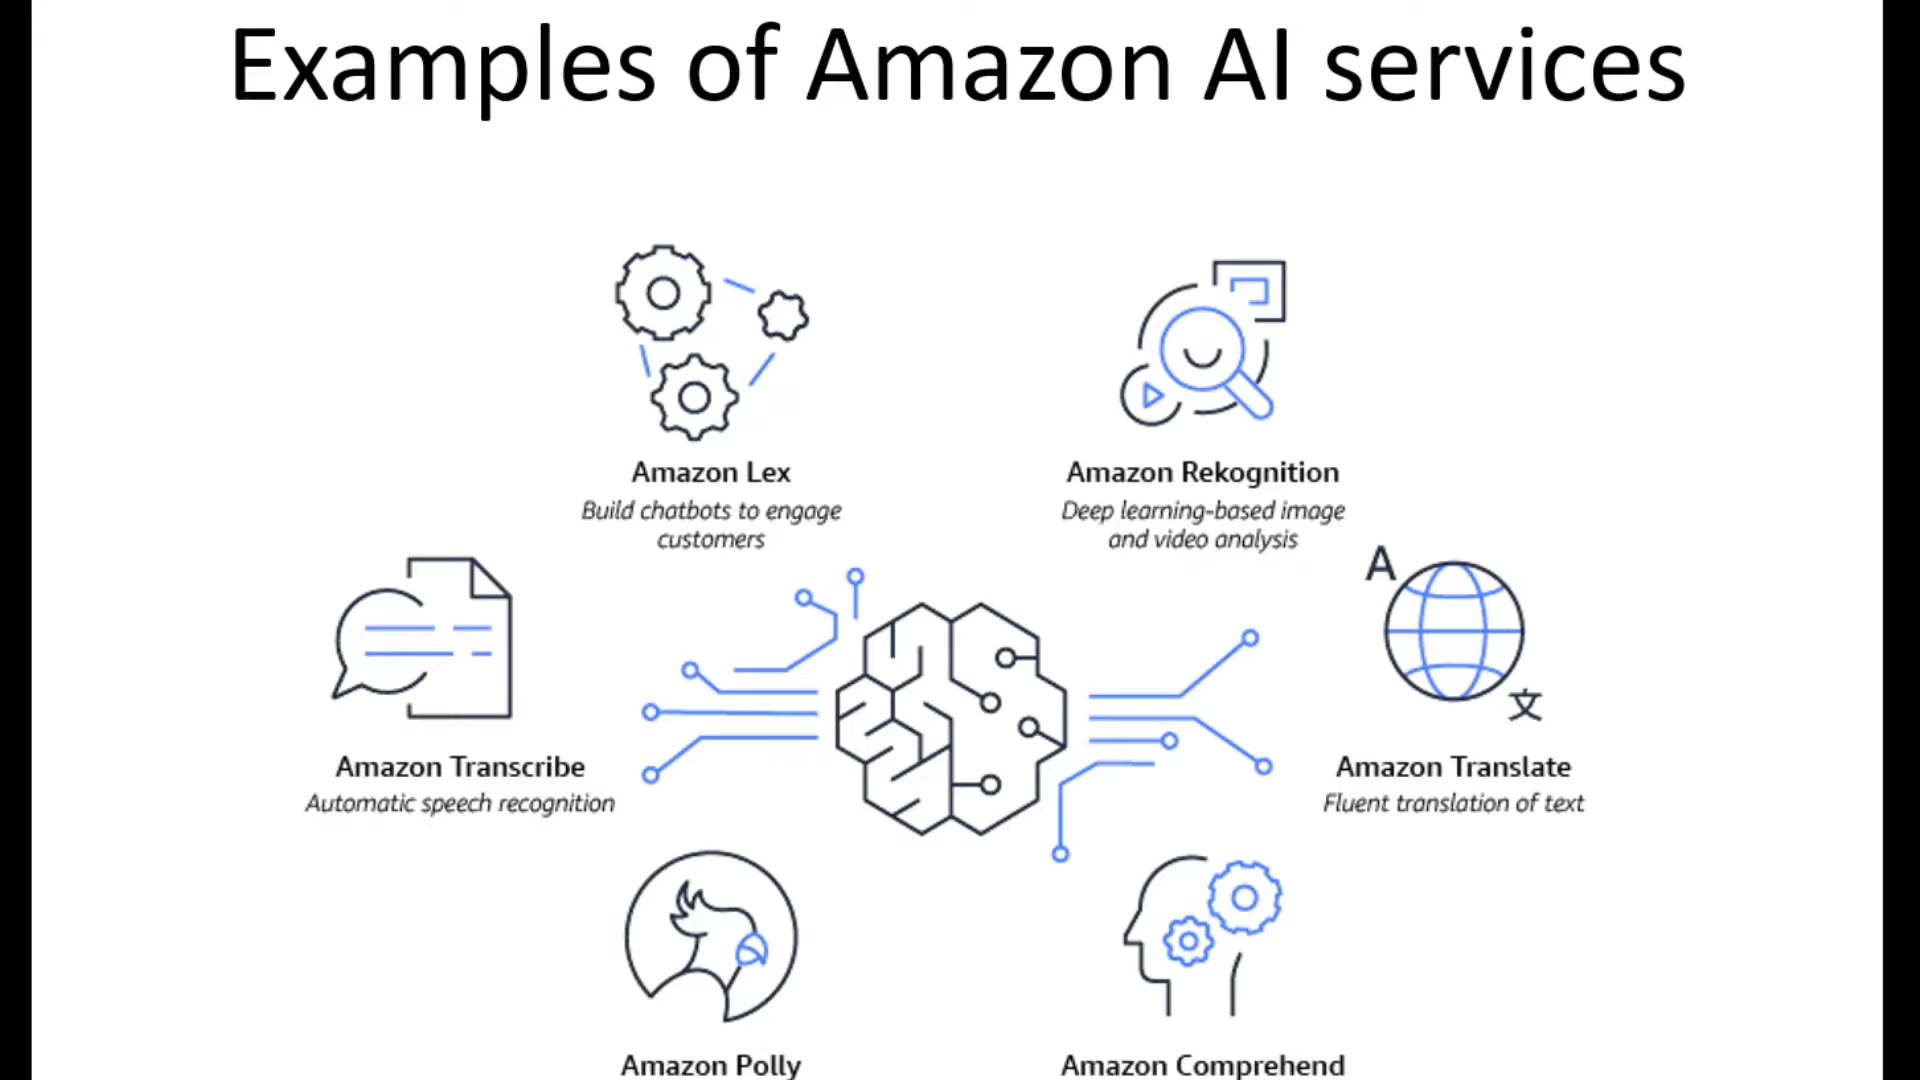 Examples of Amazon AI services
Amazon Lex
Build chatbots to engage
customers
Amazon Rekognition
Deep learning-based image
and video analysis
Amazon Transcribe
Automatic speech recognition
A
文
Amazon Translate
Fluent translation of text
Amazon Polly
Amazon Comprehend